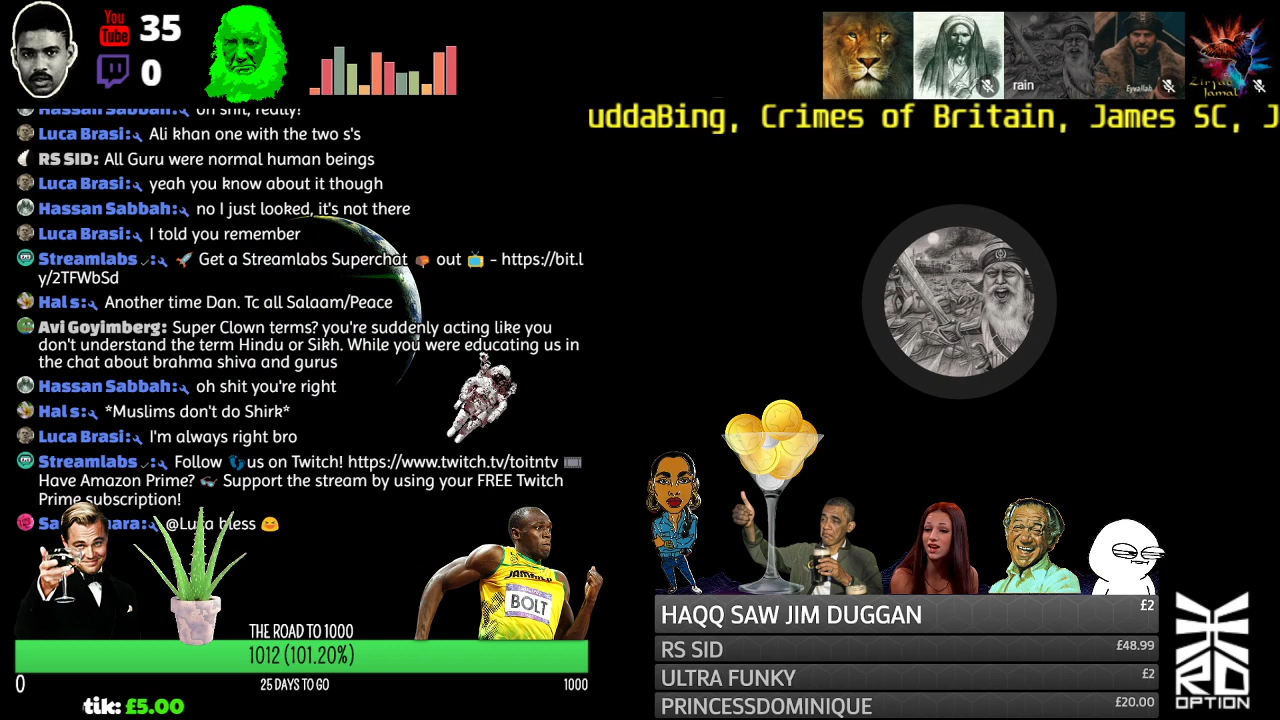 You
Tube
35
0
Hassan Sabbah: oh shit, really!
Luca Brasi: Ali khan one with the two s's
RS SID: All Guru were normal human beings
Luca Brasi: yeah you know about it though
Hassan Sabbah: no I just looked, it's not there
Luca Brasi: I told you remember
Streamlabs : 🚀 Get a Streamlabs Superchat out 📺 - https://bit.l
y/2TFWbSd
Hal s: Another time Dan. Tc all Salaam/Peace
Avi Goyimberg: Super Clown terms? you're suddenly acting like you
don't understand the term Hindu or Sikh. While you were educating us in
the chat about brahma shiva and gurus
Hassan Sabbah: oh shit you're right
Hal s: *Muslims don't do Shirk*
Luca Brasi: I'm always right bro
Streamlabs : Follow 👣us on Twitch! https://www.twitch.tv/toitntv
Have Amazon Prime? 👓 Support the stream by using your FREE Twitch
Prime subscription!
@Luca bless 😄
BOLT
THE ROAD TO 1000
1012 (101.20%)
0
25 DAYS TO GO
1000
tik: £5.00
rain
Eyvallah
Ziryab
Jamal
uddaBing, Crimes of Britain, James SC, J
HAQQ SAW JIM DUGGAN £2
RS SID £48.99
ULTRA FUNKY £2
PRINCESSDOMINIQUE £20.00
OPTION